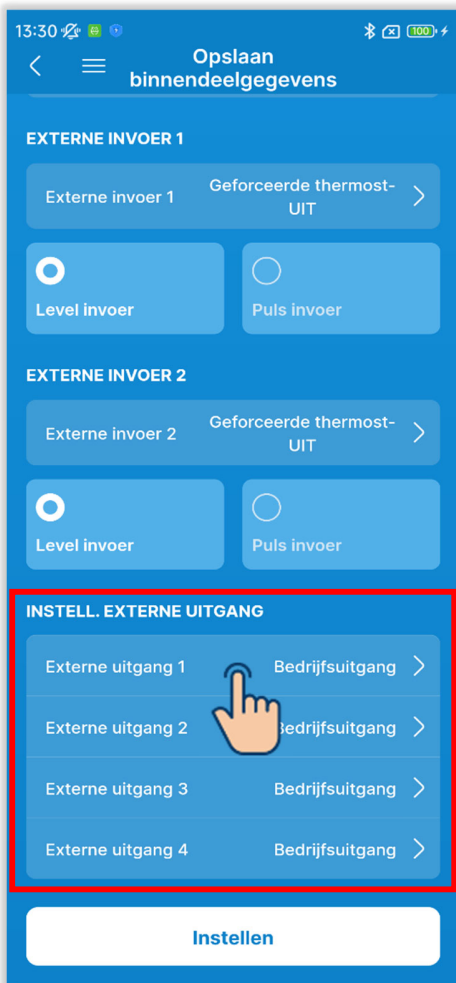 13:30 100
Opslaan
binnendeelgegevens
EXTERNE INVOER 1
Externe invoer 1 Geforceerde thermost-
UIT
Level invoer Puls invoer
EXTERNE INVOER 2
Externe invoer 2 Geforceerde thermost-
UIT
Level invoer Puls invoer
INSTELL. EXTERNE UITGANG
Externe uitgang 1 Bedrijfsuitgang
Externe uitgang 2 Bedrijfsuitgang
Externe uitgang 3 Bedrijfsuitgang
Externe uitgang 4 Bedrijfsuitgang
Instellen